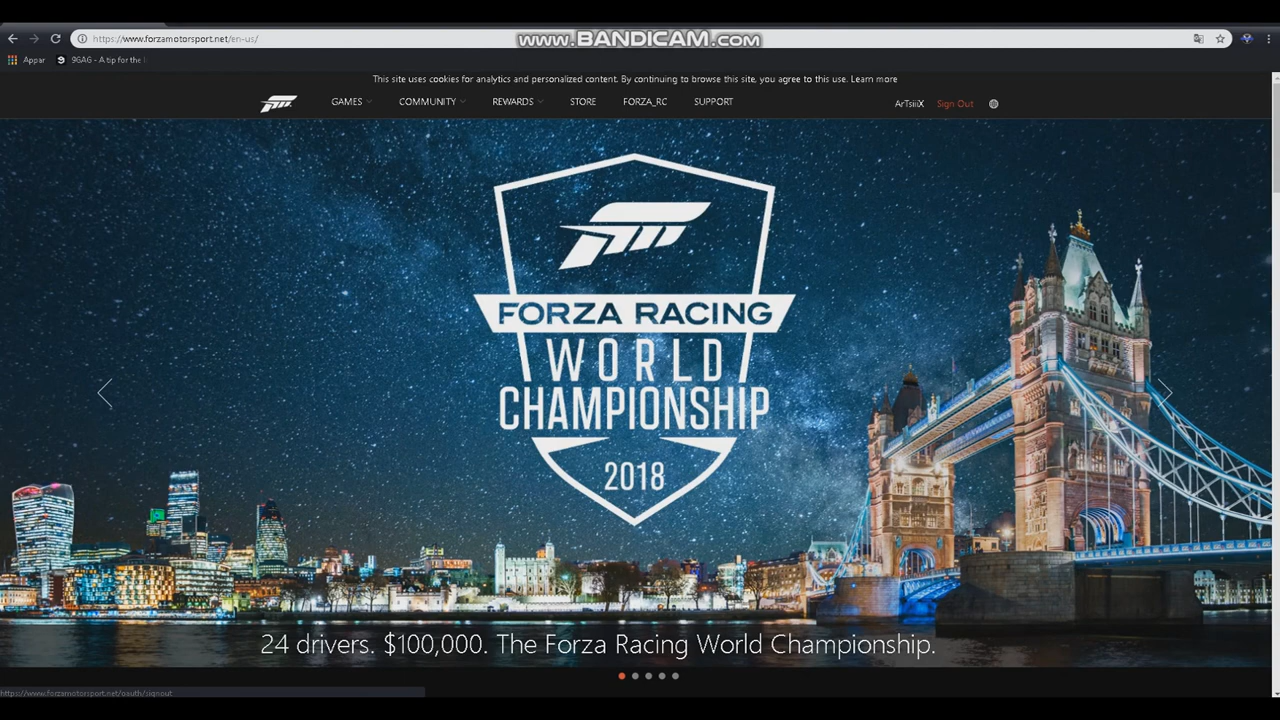 https://www.forzamotorsport.net/en-us/
www.BANDICAM.com
Appar
9GAG - A tip for the l
This site uses cookies for analytics and personalized content. By continuing to browse this site, you agree to this use. Learn more
GAMES COMMUNITY REWARDS STORE FORZA_RC SUPPORT
ArTsiiiX Sign Out
FORZA RACING
WORLD
CHAMPIONSHIP
2018
24 drivers. $100,000. The Forza Racing World Championship.
https://www.forzamotorsport.net/oauth/signout